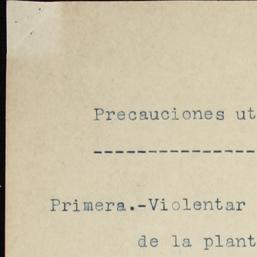 Precauciones ut
Primera.-Violentar
de la plant